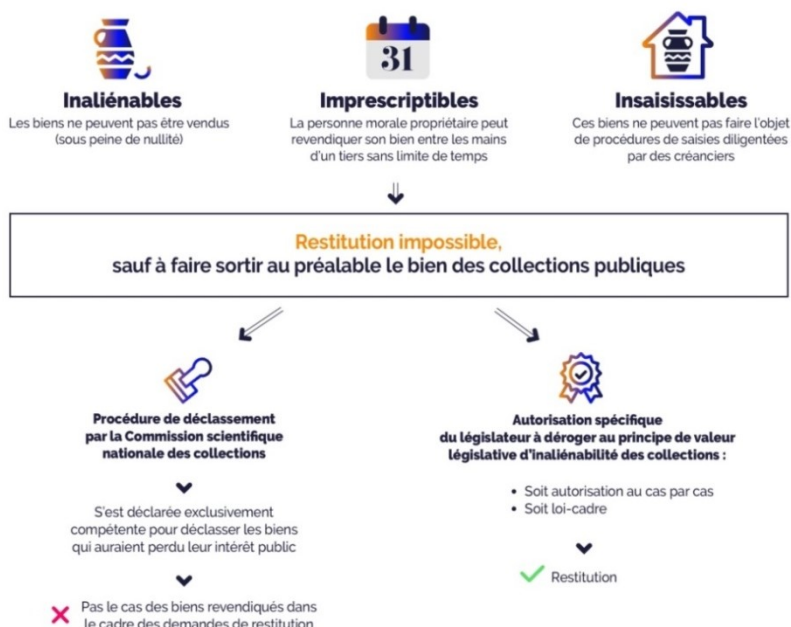 31
Inaliénables
Les biens ne peuvent pas être vendus
(sous peine de nullité)
Imprescriptibles
La personne morale propriétaire peut
revendiquer son bien entre les mains
d'un tiers sans limite de temps
Insaisissables
Ces biens ne peuvent pas faire l'objet
de procédures de saisies diligentées
par des créanciers
Restitution impossible,
sauf à faire sortir au préalable le bien des collections publiques
Procédure de déclassement
par la Commission scientifique
nationale des collections
S'est déclarée exclusivement
compétente pour déclasser les biens
qui auraient perdu leur intérêt public
Pas le cas des biens revendiqués dans
le cadre des demandes de restitution
Autorisation spécifique
du législateur à déroger au principe de valeur
législative d'inaliénabilité des collections :
• Soit autorisation au cas par cas
• Soit loi-cadre
Restitution